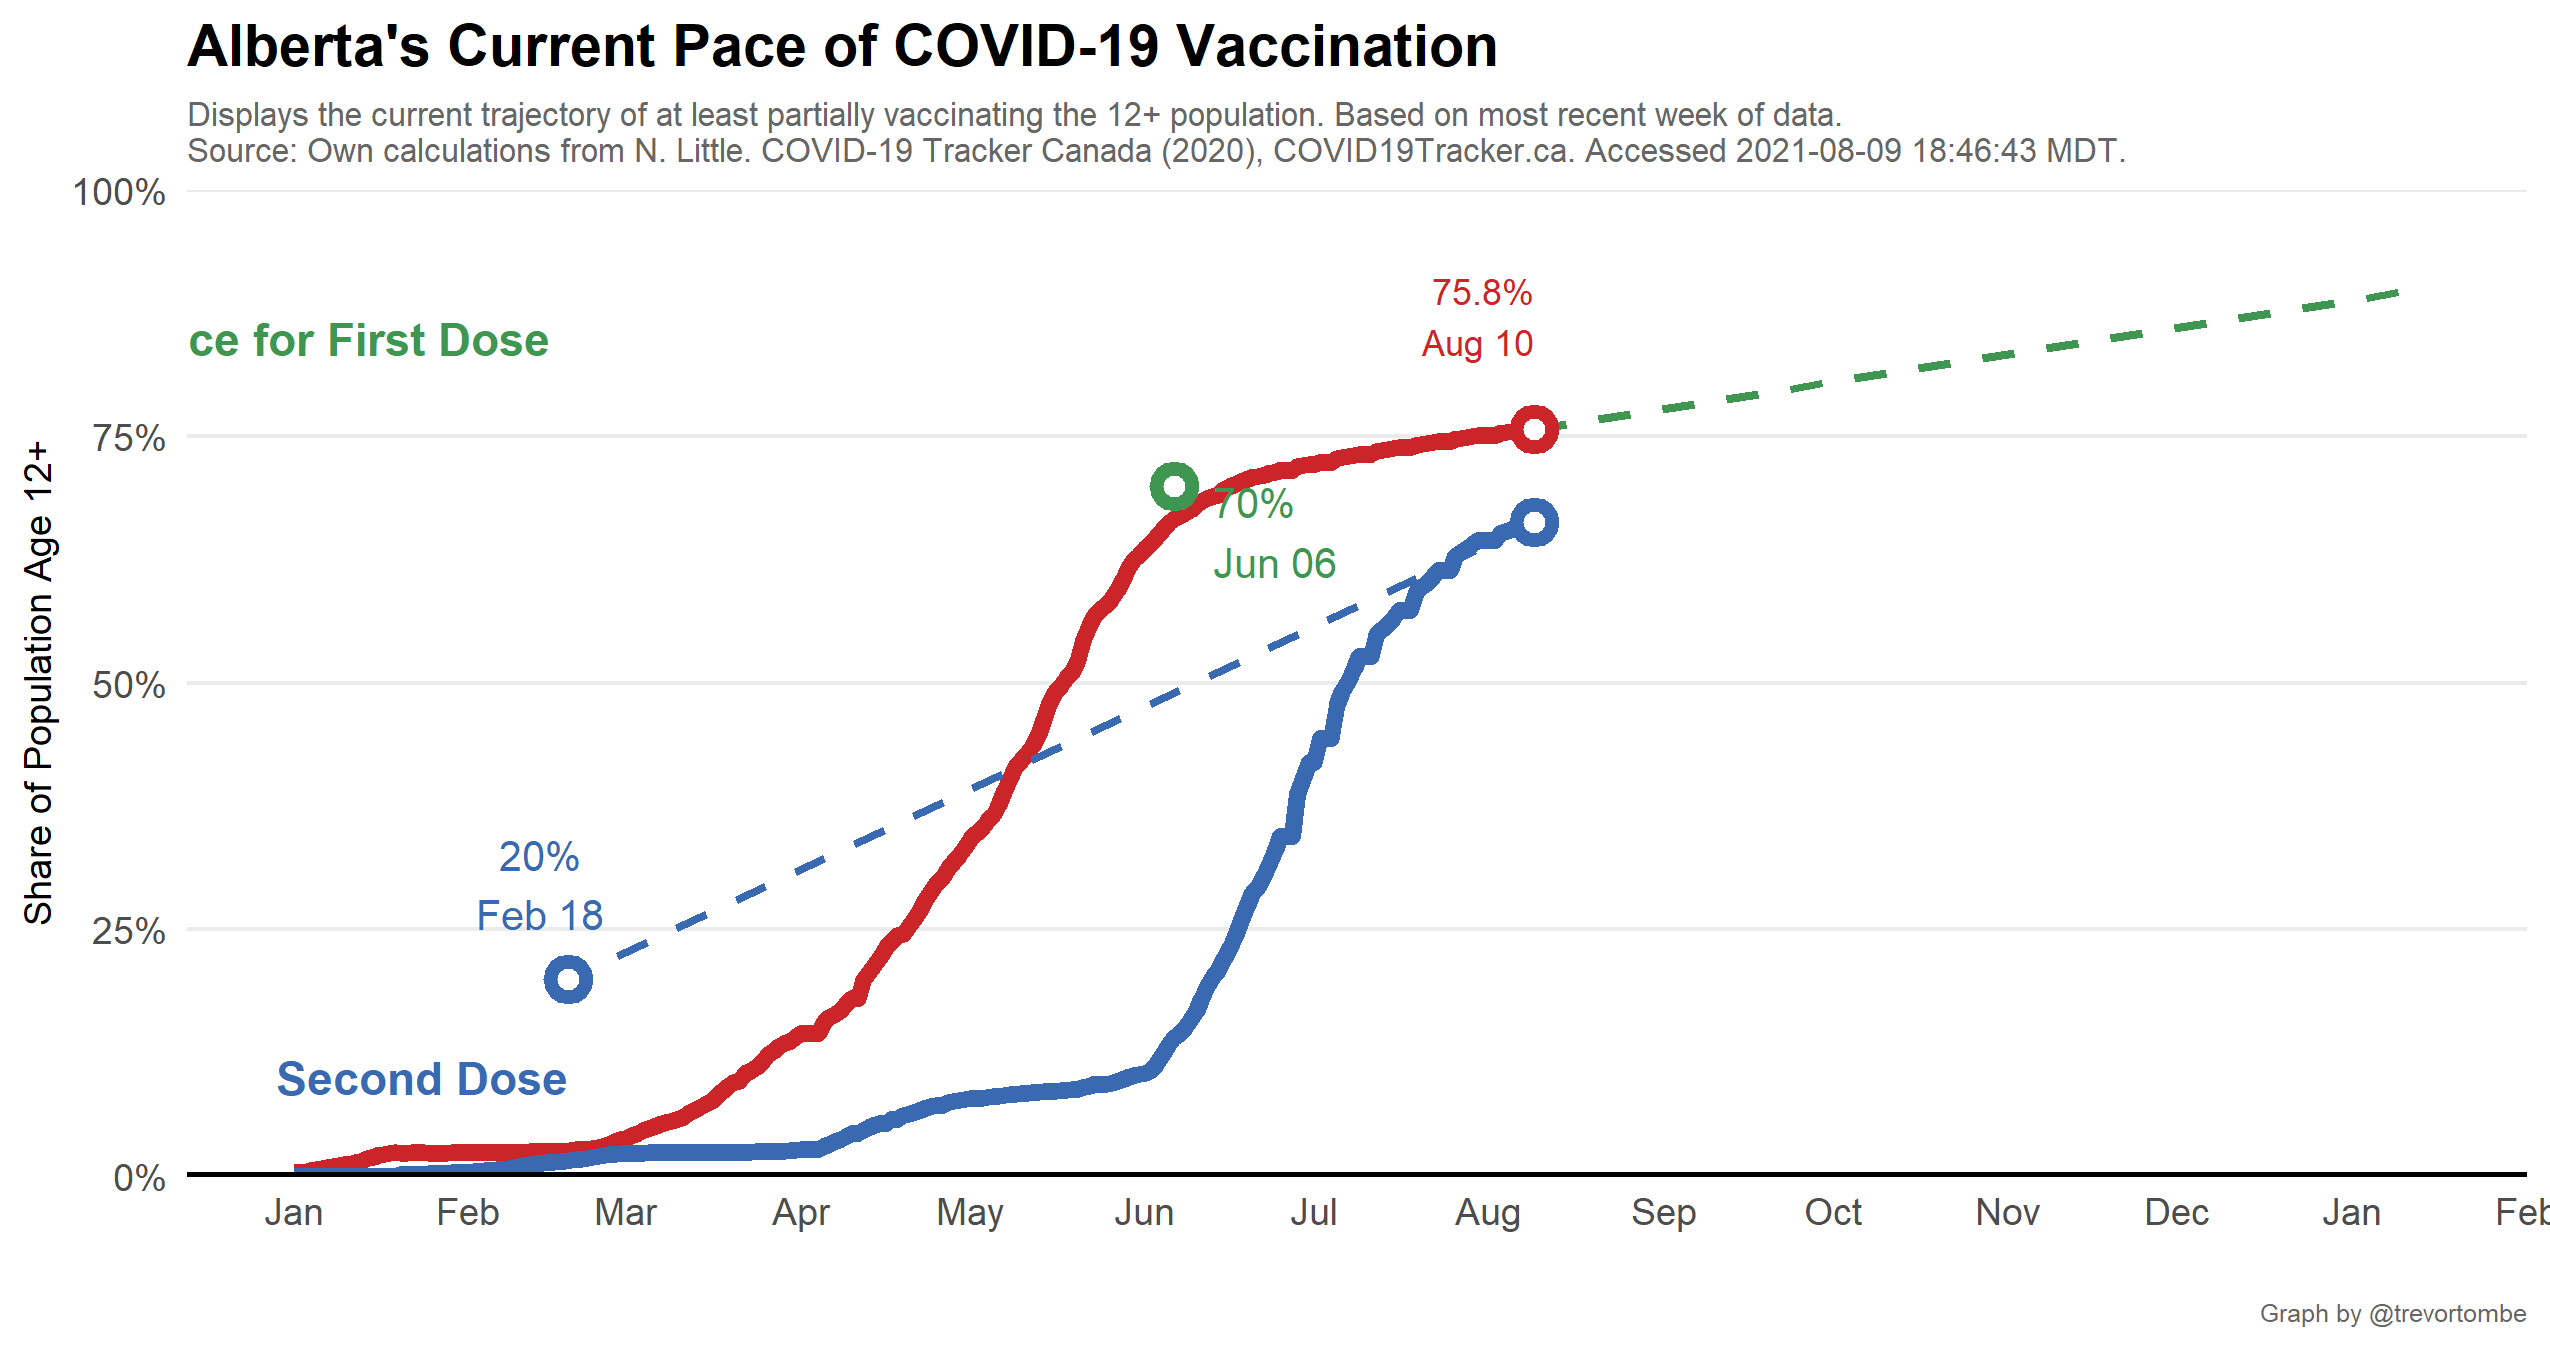 Alberta's Current Pace of COVID-19 Vaccination
Displays the current trajectory of at least partially vaccinating the 12+ population. Based on most recent week of data.
Source: Own calculations from N. Little. COVID-19 Tracker Canada (2020), COVID19Tracker.ca. Accessed 2021-08-09 18:46:43 MDT.
100%
75.8%
Aug 10
ce for First Dose
75%
70%
Jun 06
Share of Population Age 12+
50%
20%
Feb 18
25%
Second Dose
0%
Jan Feb Mar Apr May Jun Jul Aug Sep Oct Nov Dec Jan Feb
Graph by @trevortombe